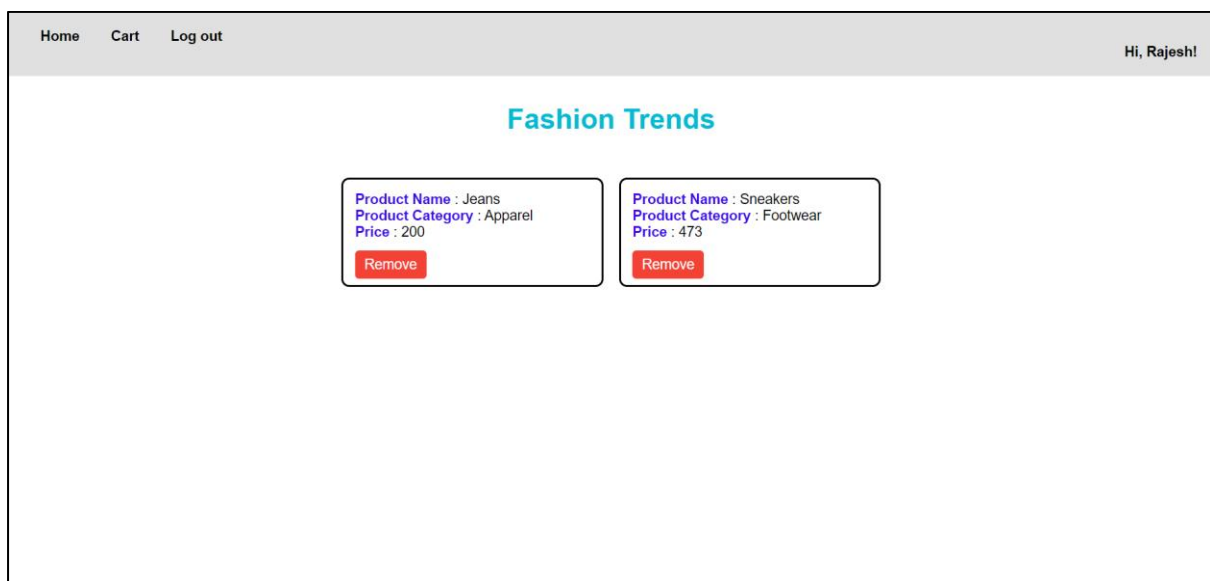 Home Cart Log out
Hi, Rajesh!
Fashion Trends
Product Name : Jeans
Product Category : Apparel
Price : 200
Remove
Product Name : Sneakers
Product Category : Footwear
Price : 473
Remove